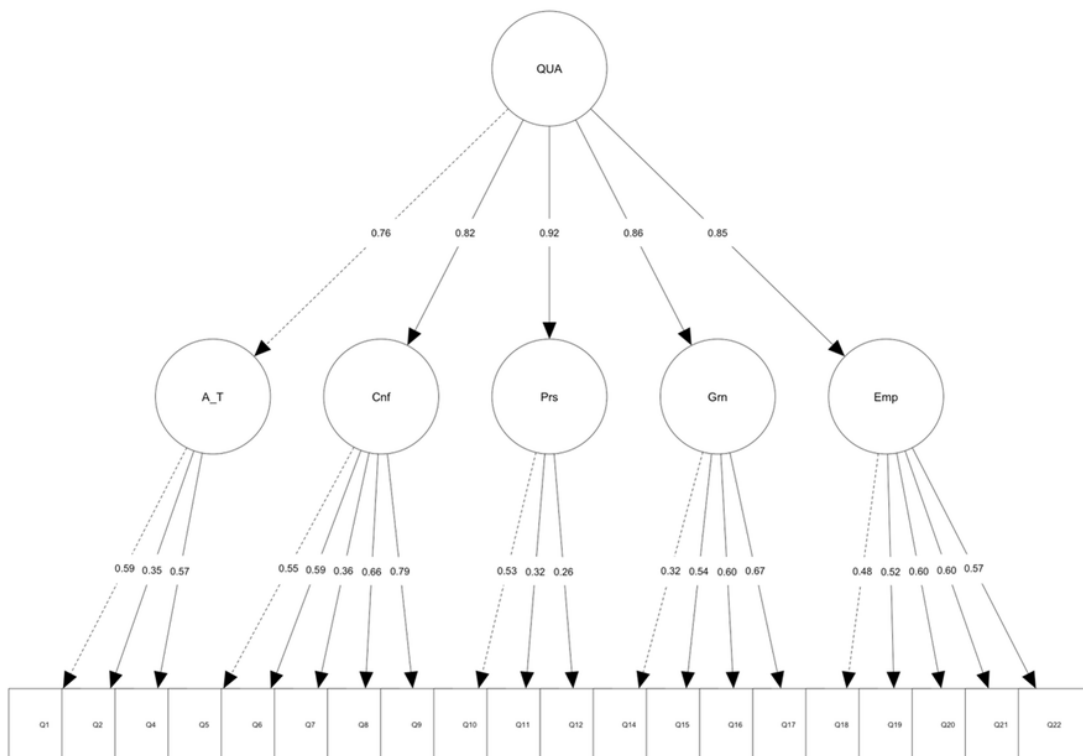 QUA
0.76 0.82 0.92 0.86 0.85
A_T Cnf Prs Grn Emp
0.59 0.35 0.57 0.55 0.59 0.36 0.66 0.79 0.53 0.32 0.26 0.32 0.54 0.60 0.67 0.48 0.52 0.60 0.60 0.57
Q1 Q2 Q4 Q5 Q6 Q7 Q8 Q9 Q10 Q11 Q12 Q14 Q15 Q16 Q17 Q18 Q19 Q20 Q21 Q22